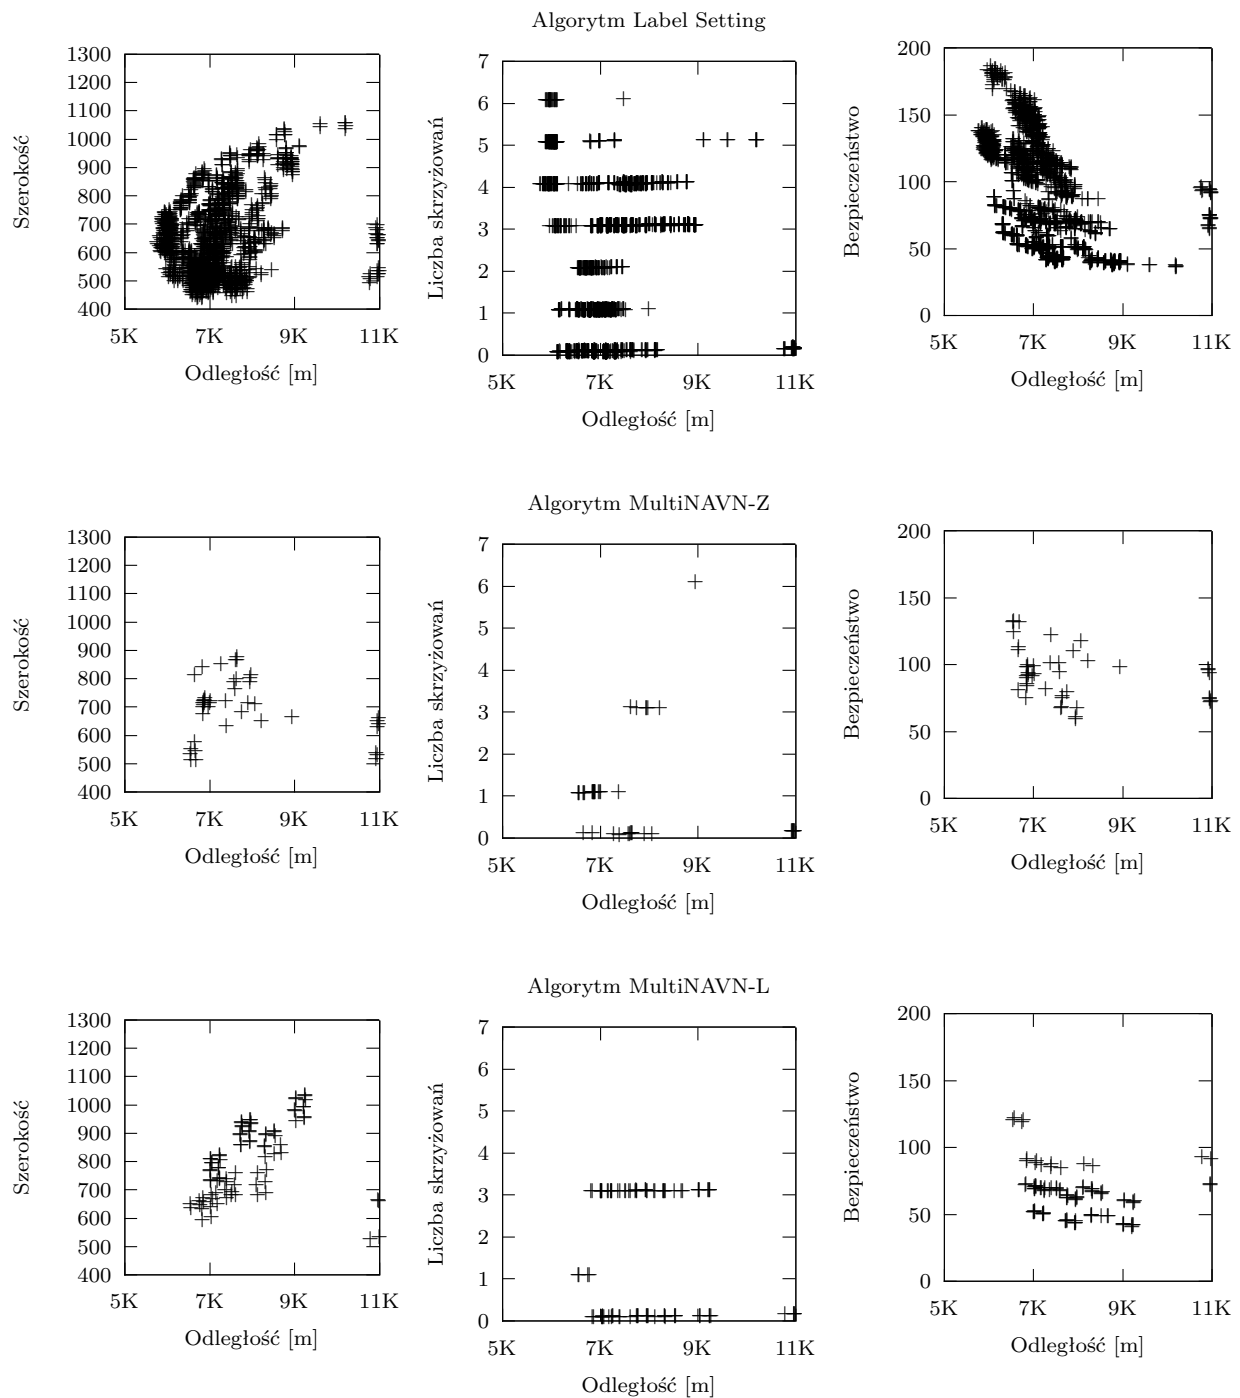 Algorytm Label Setting
Szerokość
1300
1200
1100
1000
900
800
700
600
500
400
5K
7K
9K
11K
Odległość [m]
Liczba skrzyżowań
7
6
5
4
3
2
1
0
5K
7K
9K
11K
Odległość [m]
Bezpieczeństwo
200
150
100
50
0
5K
7K
9K
11K
Odległość [m]
Algorytm MultiNAVN-Z
Szerokość
1300
1200
1100
1000
900
800
700
600
500
400
5K
7K
9K
11K
Odległość [m]
Liczba skrzyżowań
7
6
5
4
3
2
1
0
5K
7K
9K
11K
Odległość [m]
Bezpieczeństwo
200
150
100
50
0
5K
7K
9K
11K
Odległość [m]
Algorytm MultiNAVN-L
Szerokość
1300
1200
1100
1000
900
800
700
600
500
400
5K
7K
9K
11K
Odległość [m]
Liczba skrzyżowań
7
6
5
4
3
2
1
0
5K
7K
9K
11K
Odległość [m]
Bezpieczeństwo
200
150
100
50
0
5K
7K
9K
11K
Odległość [m]